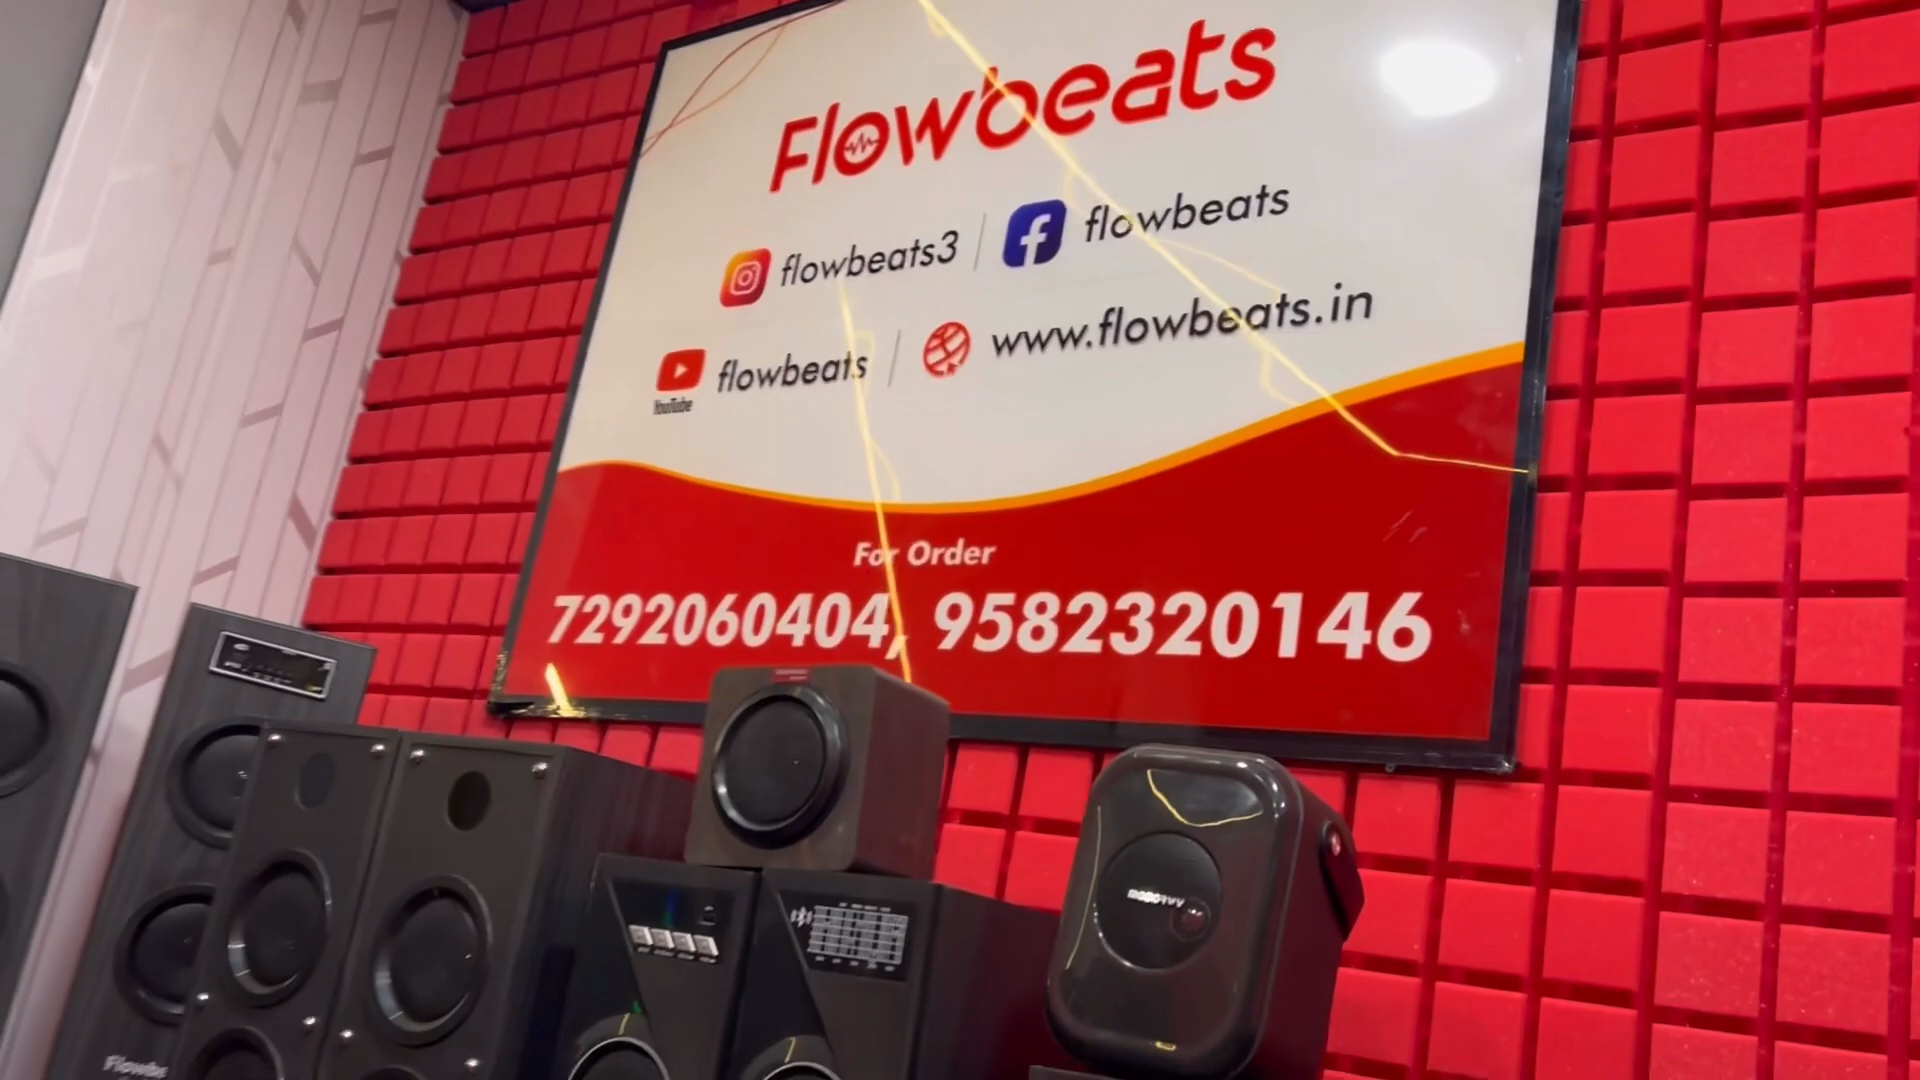 Flowbeats
flowbeats3 | flowbeats
YouTube
flowbeats | www.flowbeats.in
For Order
7292060404, 9582320146